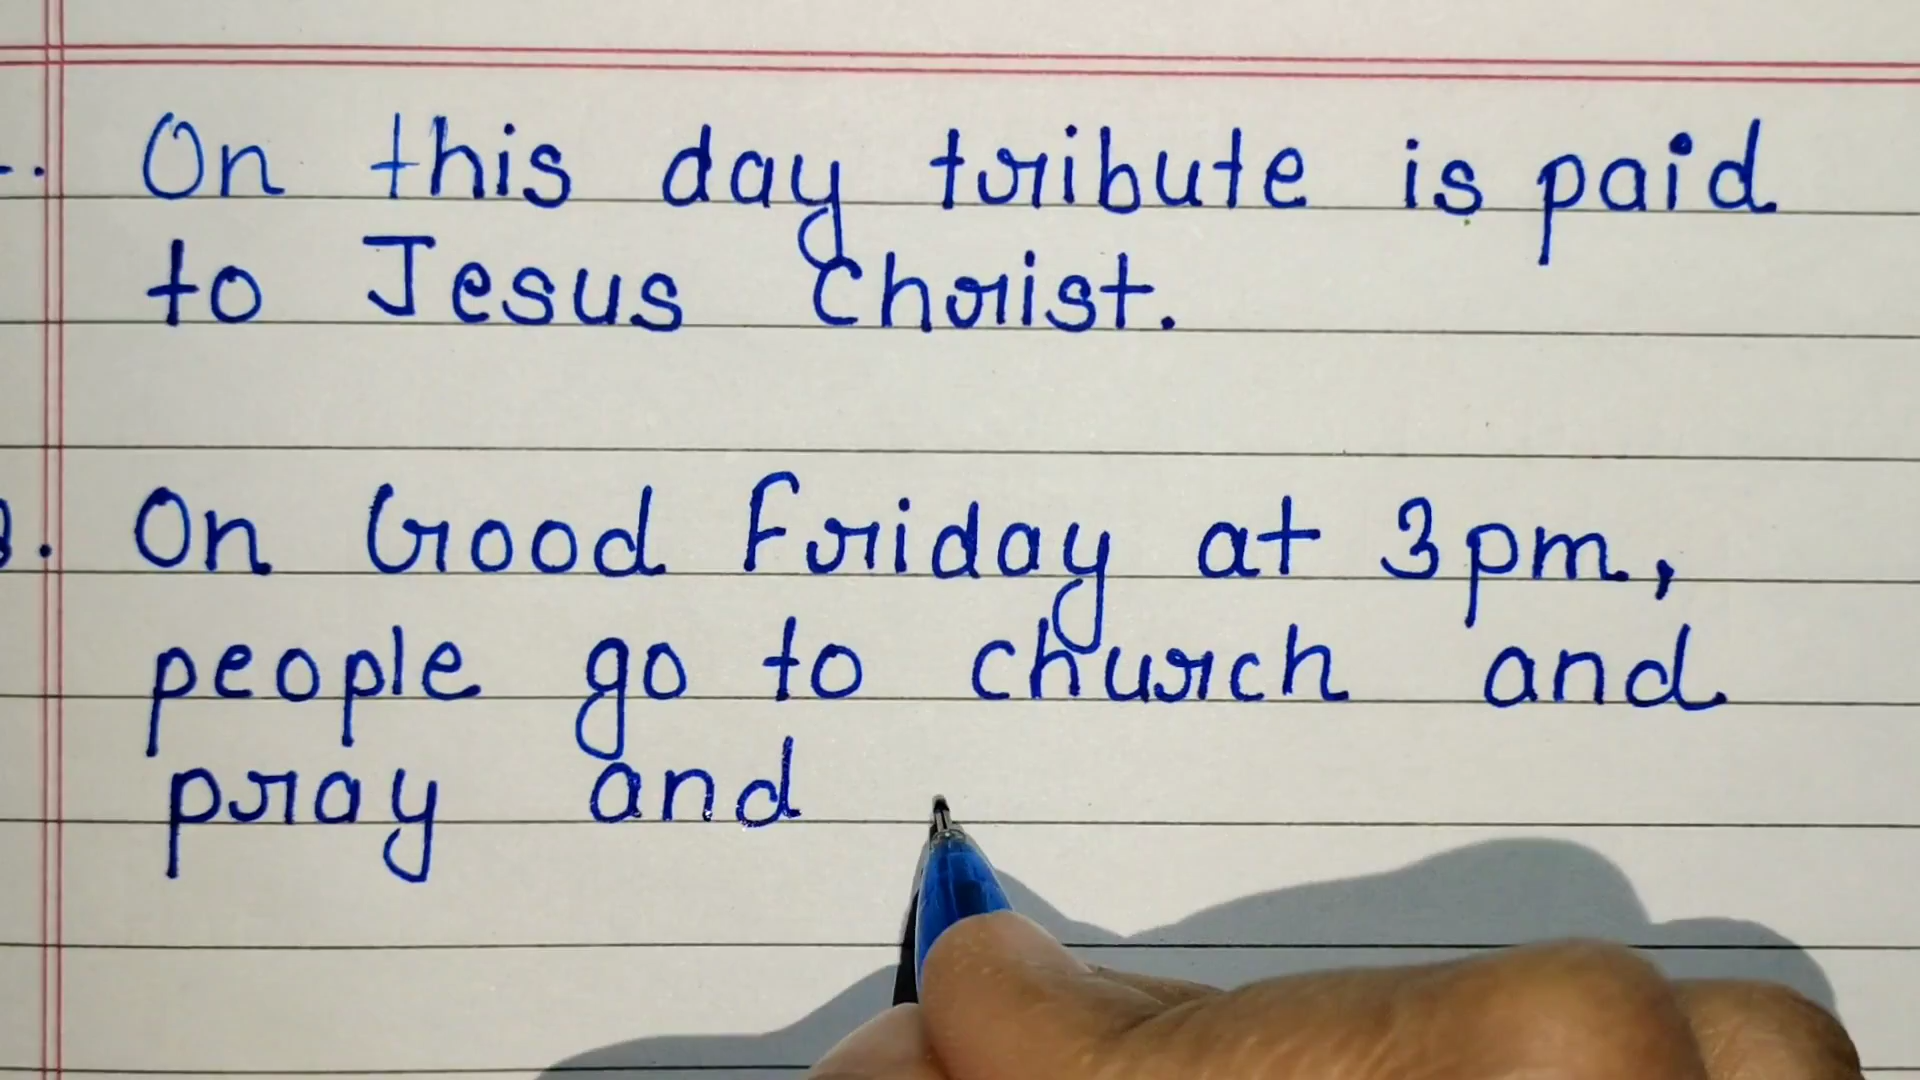 On this day tribute is paid
to Jesus Christ.
8. On Good Friday at 3pm,
people go to church and
pray and